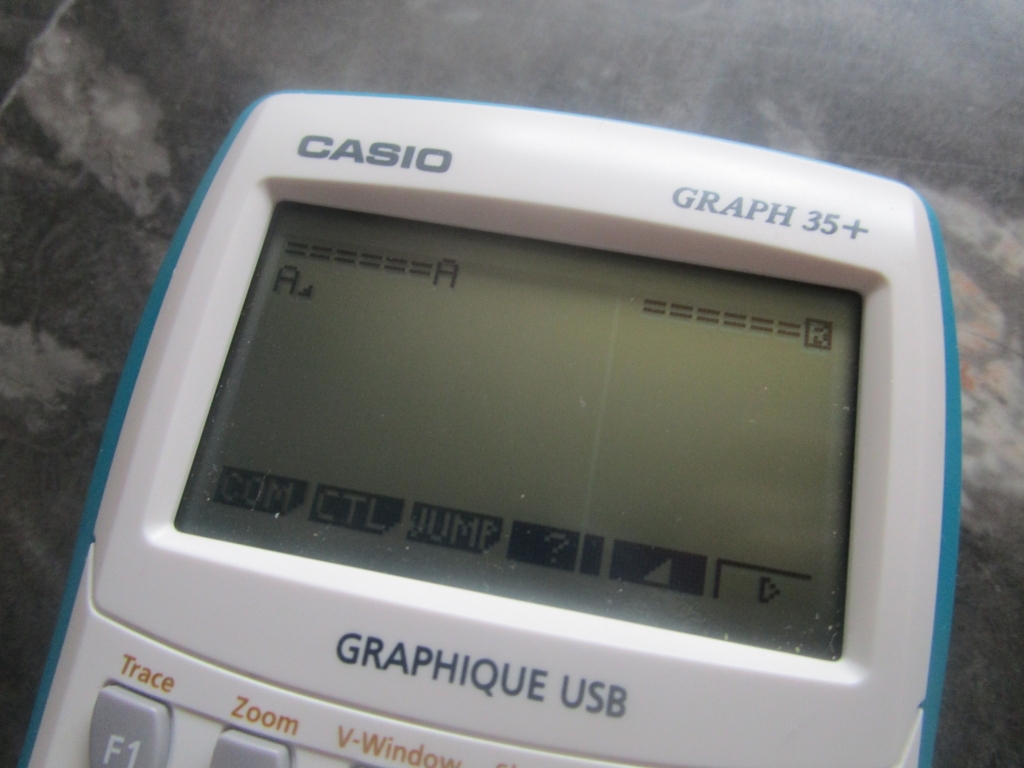 CASIO
GRAPH 35+
======A
======B
A◢
COM CTL JUMP ? ◢ ▷
GRAPHIQUE USB
Trace Zoom V-Window
F1